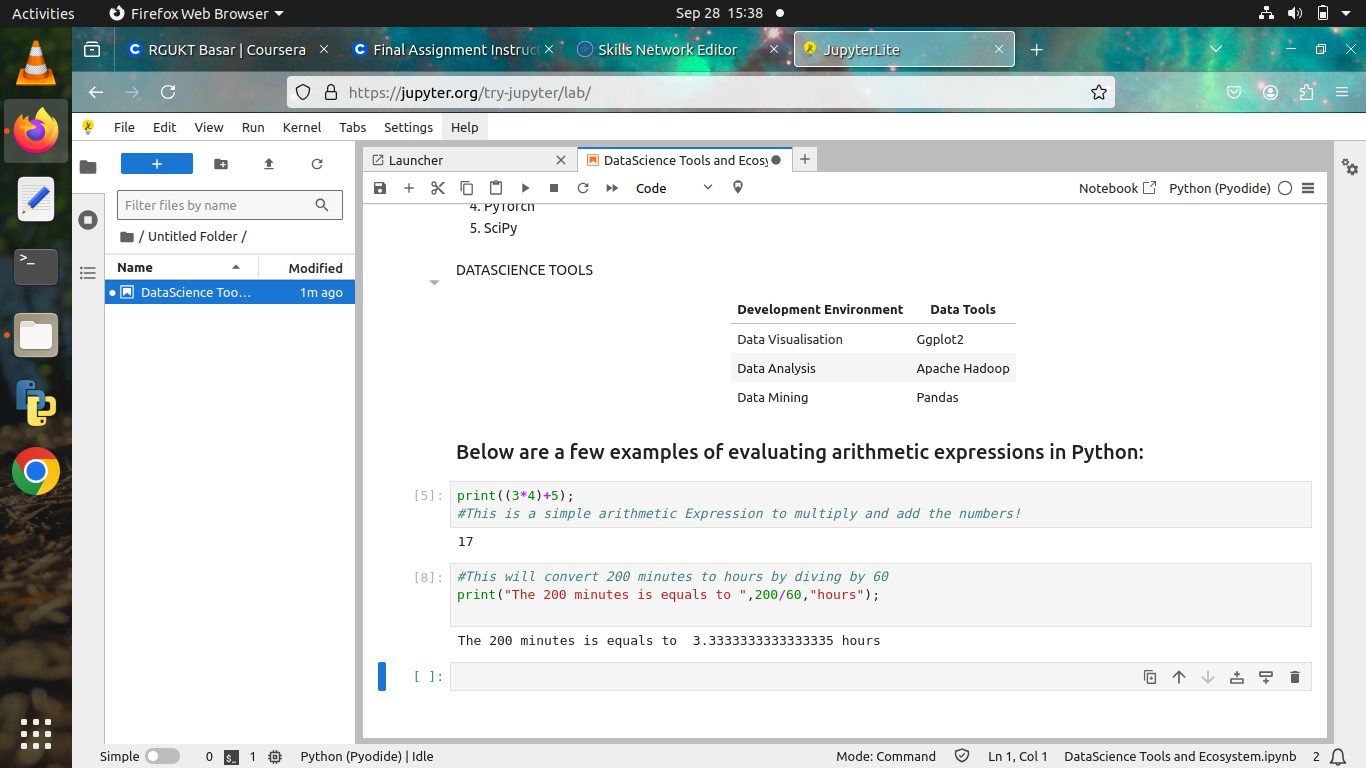 Activities Firefox Web Browser Sep 28 15:38
RGUKT Basar | Coursera Final Assignment Instruc Skills Network Editor JupyterLite
https://jupyter.org/try-jupyter/lab/
File Edit View Run Kernel Tabs Settings Help
Launcher DataScience Tools and Ecosy
Code Notebook Python (Pyodide)
Filter files by name
/ Untitled Folder /
Name Modified
DataScience Too... 1m ago
4. PyTorch
5. SciPy
DATASCIENCE TOOLS
Development Environment Data Tools
Data Visualisation Ggplot2
Data Analysis Apache Hadoop
Data Mining Pandas
Below are a few examples of evaluating arithmetic expressions in Python:
[5]: print((3*4)+5);
#This is a simple arithmetic Expression to multiply and add the numbers!
17
[8]: #This will convert 200 minutes to hours by diving by 60
print("The 200 minutes is equals to ",200/60,"hours");
The 200 minutes is equals to  3.3333333333333335 hours
[ ]:
Simple 0 $_ 1 Python (Pyodide) | Idle Mode: Command Ln 1, Col 1 DataScience Tools and Ecosystem.ipynb 2